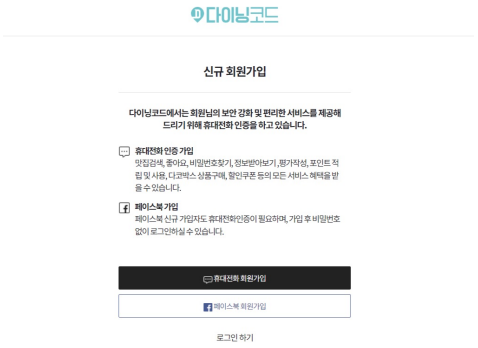 다이닝코드
신규 회원가입
다이닝코드에서는 회원님의 보안 강화 및 편리한 서비스를 제공해
드리기 위해 휴대전화 인증을 하고 있습니다.
휴대전화 인증 가입
맛집검색, 좋아요, 비밀번호찾기, 정보받아보기, 평가작성, 포인트 적
립 및 사용, 다코박스 상품구매, 할인쿠폰 등의 모든 서비스 혜택을 받
을 수 있습니다.
페이스북 가입
페이스북 신규 가입자도 휴대전화인증이 필요하며, 가입 후 비밀번호
없이 로그인하실 수 있습니다.
휴대전화 회원가입
페이스북 회원가입
로그인 하기